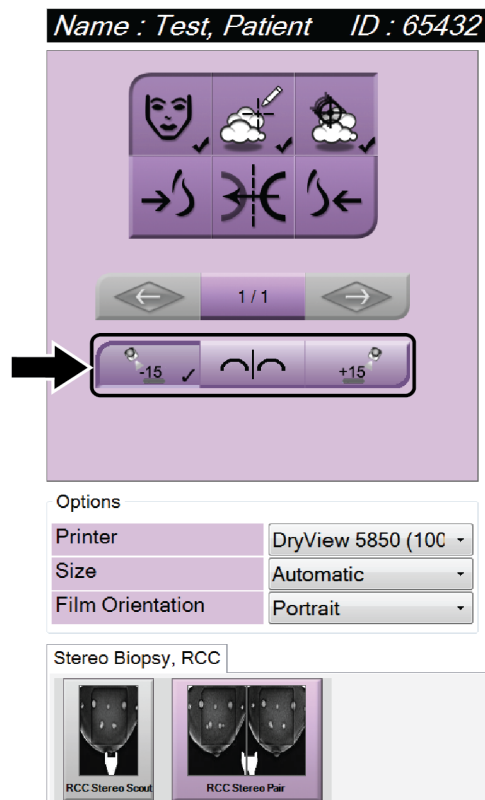 Name : Test, Patient ID : 65432
1 / 1
-15 +15
Options
Printer DryView 5850 (100
Size Automatic
Film Orientation Portrait
Stereo Biopsy, RCC
RCC Stereo Scout RCC Stereo Pair